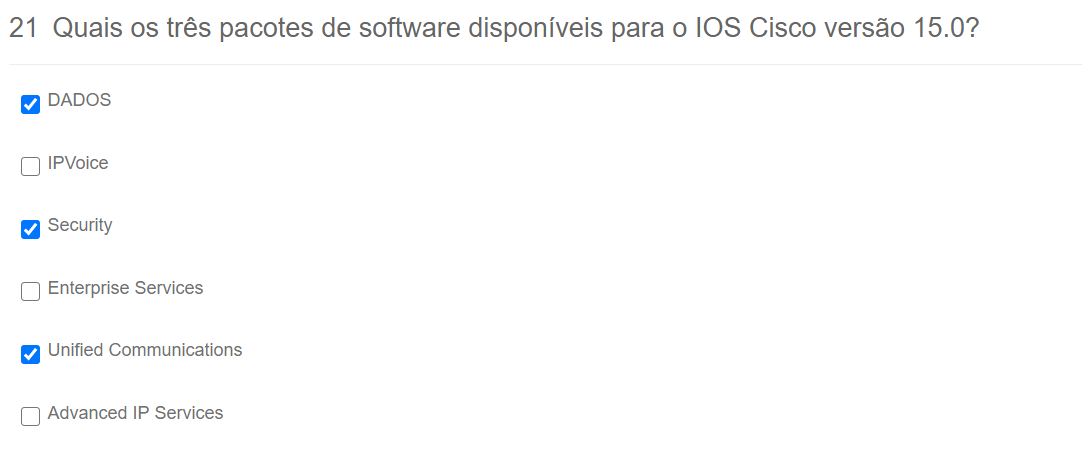 21 Quais os três pacotes de software disponíveis para o IOS Cisco versão 15.0?
DADOS
IPVoice
Security
Enterprise Services
Unified Communications
Advanced IP Services